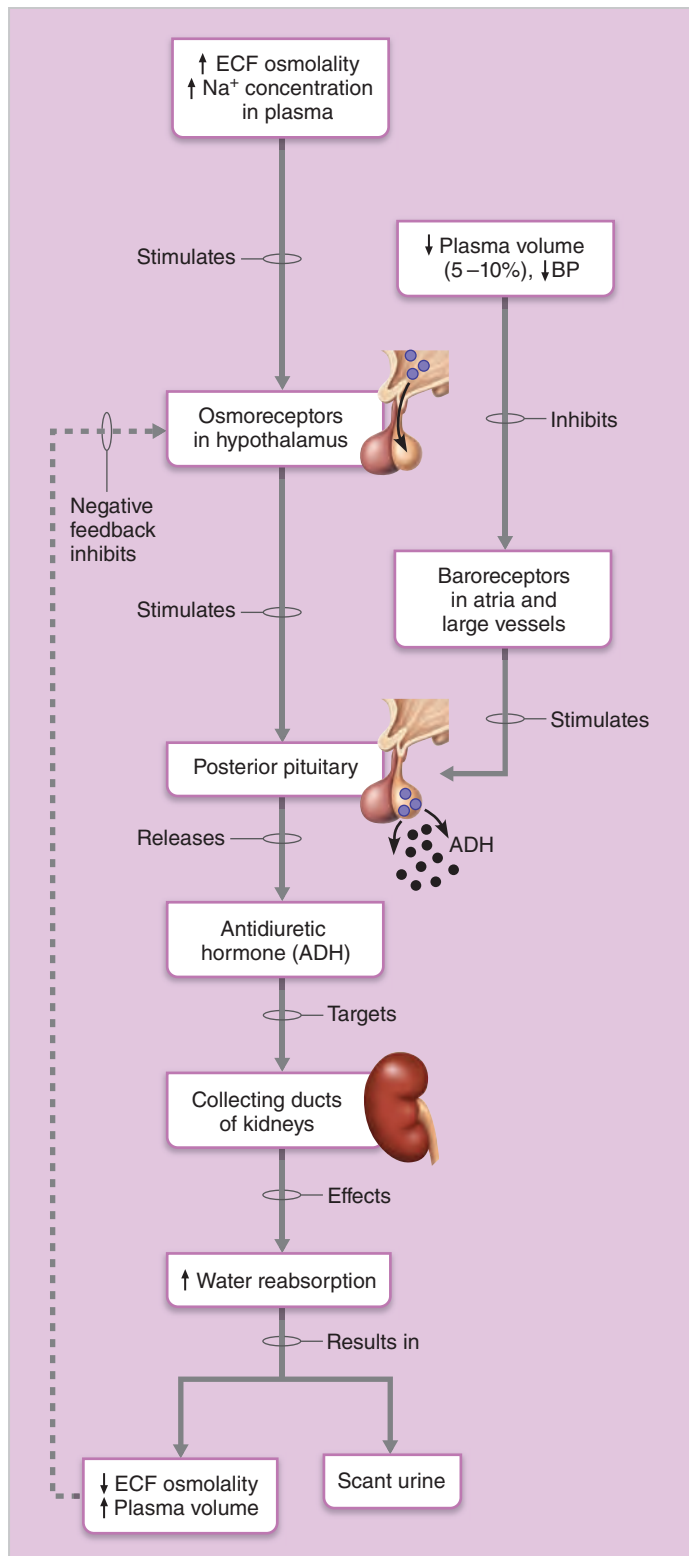 ↑ ECF osmolality
↑ Na⁺ concentration
in plasma
Stimulates
↓ Plasma volume
(5–10%), ↓BP
Osmoreceptors
in hypothalamus
Inhibits
Negative
feedback
inhibits
Stimulates
Baroreceptors
in atria and
large vessels
Stimulates
Posterior pituitary
Releases
ADH
Antidiuretic
hormone (ADH)
Targets
Collecting ducts
of kidneys
Effects
↑ Water reabsorption
Results in
↓ ECF osmolality
↑ Plasma volume
Scant urine